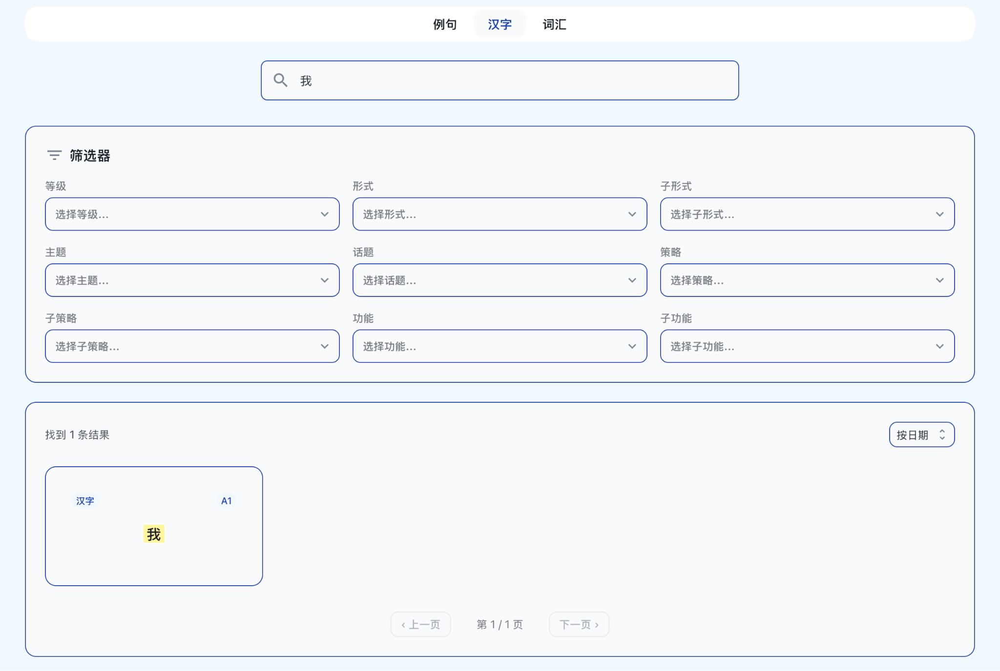 例句 汉字 词汇
我
筛选器
等级 形式 子形式
选择等级... 选择形式... 选择子形式...
主题 话题 策略
选择主题... 选择话题... 选择策略...
子策略 功能 子功能
选择子策略... 选择功能... 选择子功能...
找到 1 条结果 按日期
汉字 A1
我
‹ 上一页 第 1 / 1 页 下一页 ›